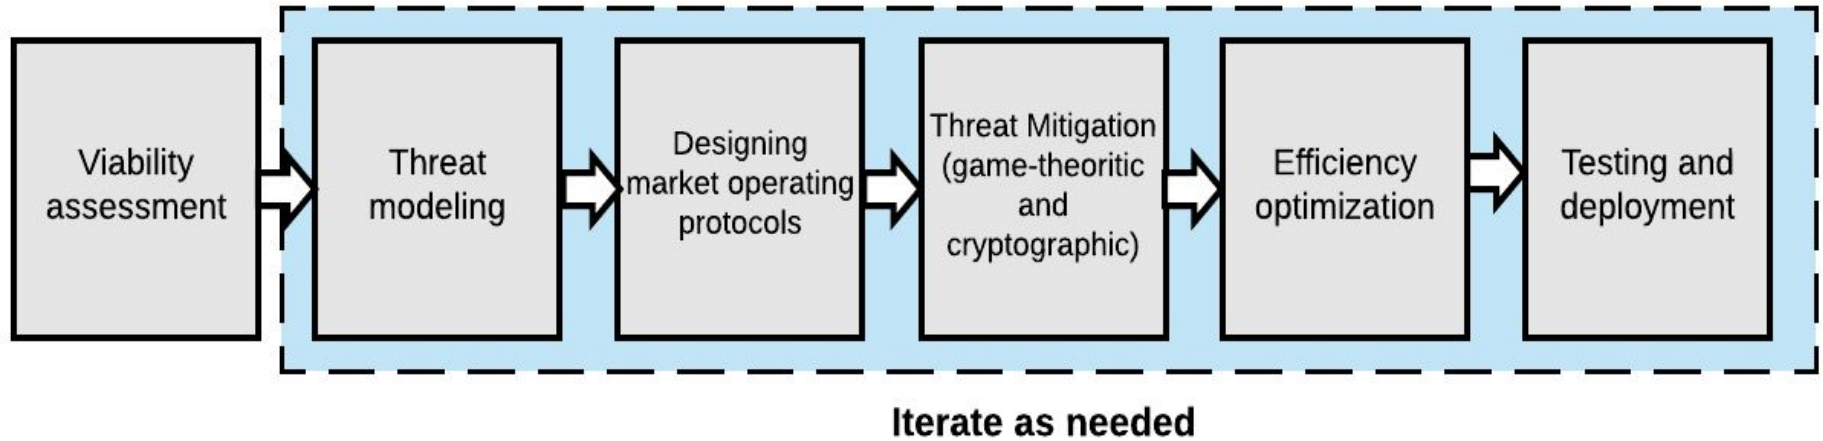 Viability
assessment
Threat
modeling
Designing
market operating
protocols
Threat Mitigation
(game-theoritic
and
cryptographic)
Efficiency
optimization
Testing and
deployment
Iterate as needed